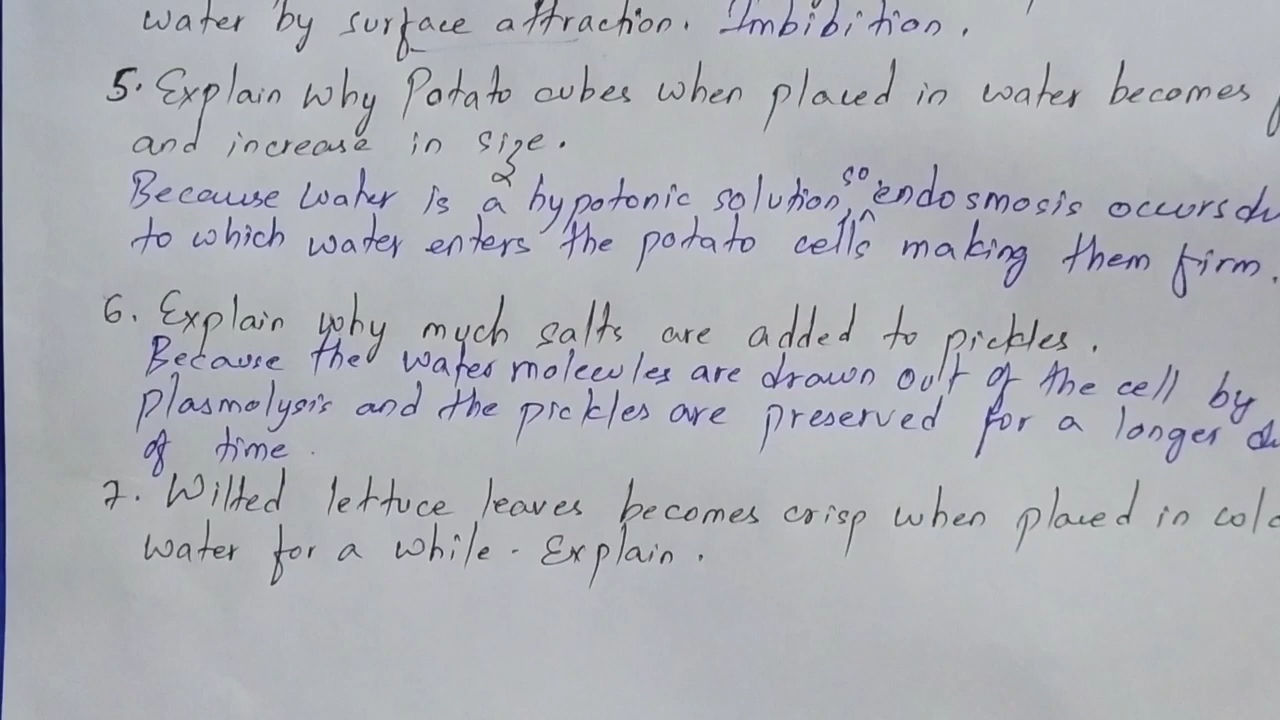 water by surface attraction. Imbibition.
5. Explain why Potato cubes when placed in water becomes
and increase in size.
Because water is a hypotonic solution, so endosmosis occurs
to which water enters the potato cells making them firm.
6. Explain why much salts are added to pickles.
Because the water molecules are drawn out of the cell by
plasmolysis and the pickles are preserved for a longer
of time.
7. Wilted lettuce leaves becomes crisp when placed in
water for a while. Explain.